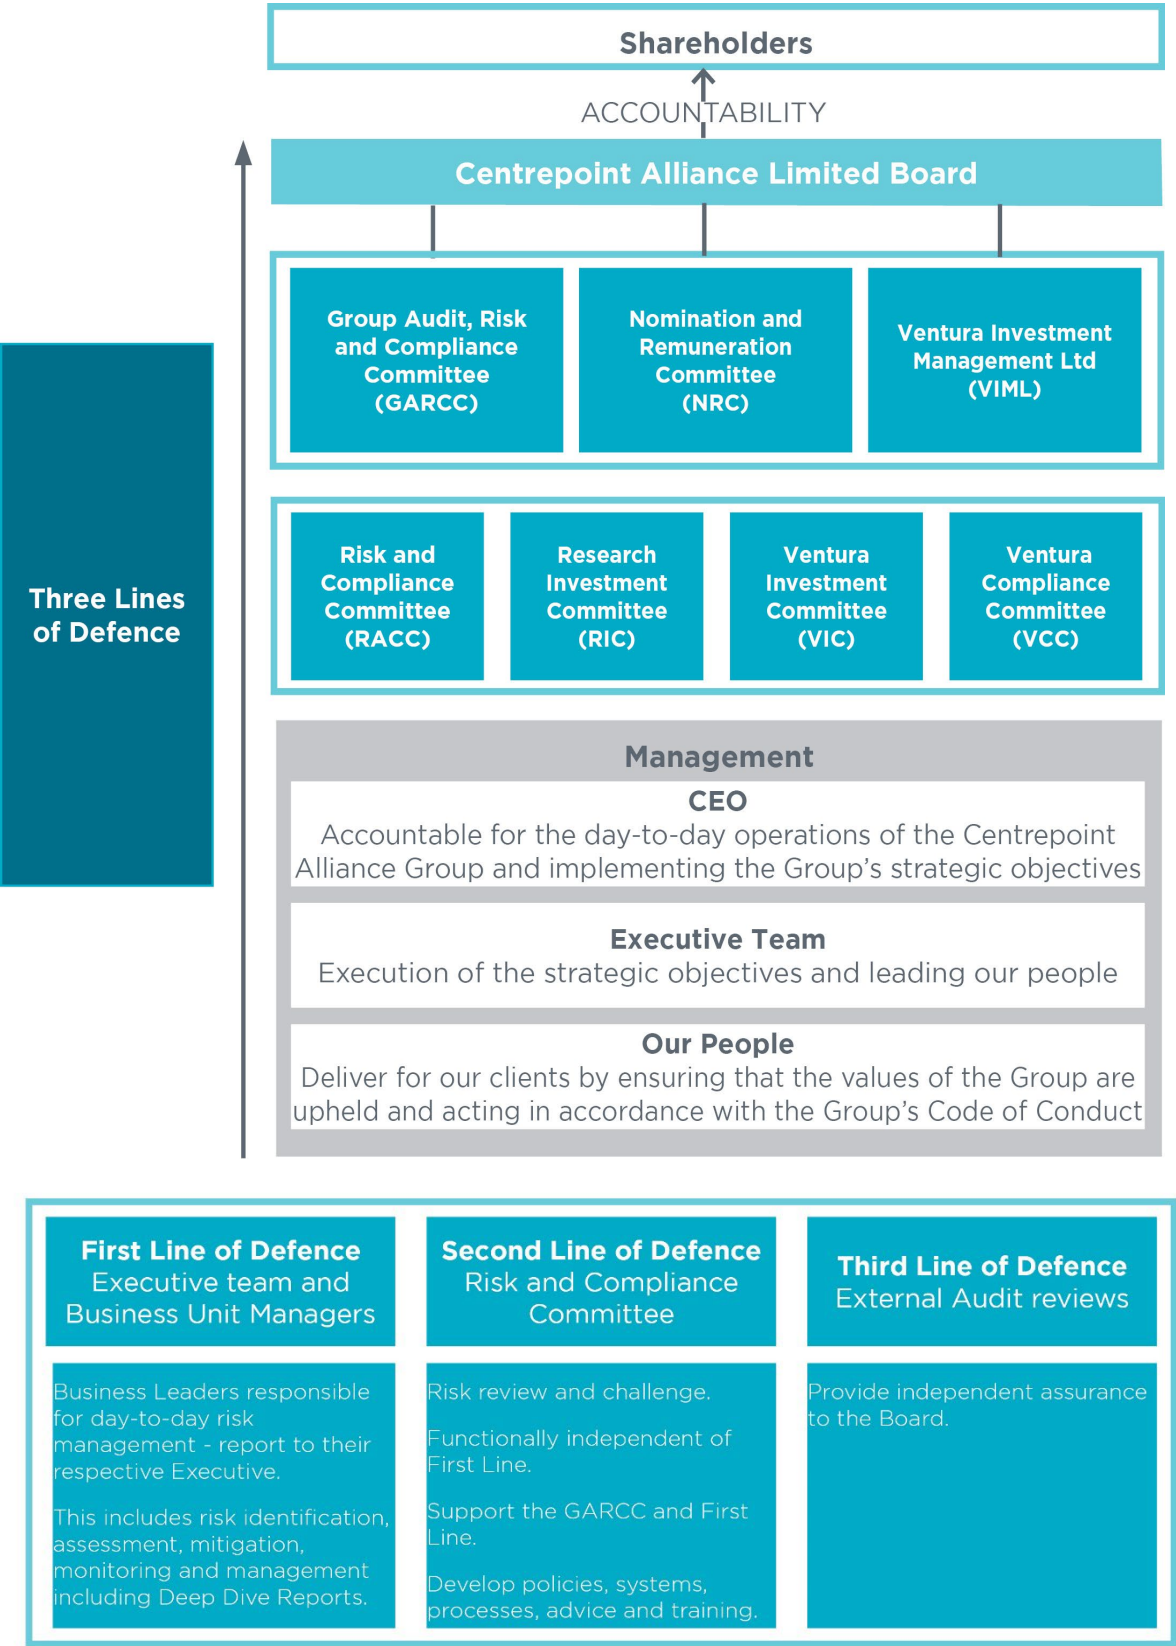 Shareholders
ACCOUNTABILITY
Centrepoint Alliance Limited Board
Group Audit, Risk
and Compliance
Committee
(GARCC)
Nomination and
Remuneration
Committee
(NRC)
Ventura Investment
Management Ltd
(VIML)
Three Lines
of Defence
Risk and
Compliance
Committee
(RACC)
Research
Investment
Committee
(RIC)
Ventura
Investment
Committee
(VIC)
Ventura
Compliance
Committee
(VCC)
Management
CEO
Accountable for the day-to-day operations of the Centrepoint
Alliance Group and implementing the Group’s strategic objectives
Executive Team
Execution of the strategic objectives and leading our people
Our People
Deliver for our clients by ensuring that the values of the Group are
upheld and acting in accordance with the Group’s Code of Conduct
First Line of Defence
Executive team and
Business Unit Managers
Business Leaders responsible
for day-to-day risk
management - report to their
respective Executive.
This includes risk identification,
assessment, mitigation,
monitoring and management
including Deep Dive Reports.
Second Line of Defence
Risk and Compliance
Committee
Risk review and challenge.
Functionally independent of
First Line.
Support the GARCC and First
Line.
Develop policies, systems,
processes, advice and training.
Third Line of Defence
External Audit reviews
Provide independent assurance
to the Board.